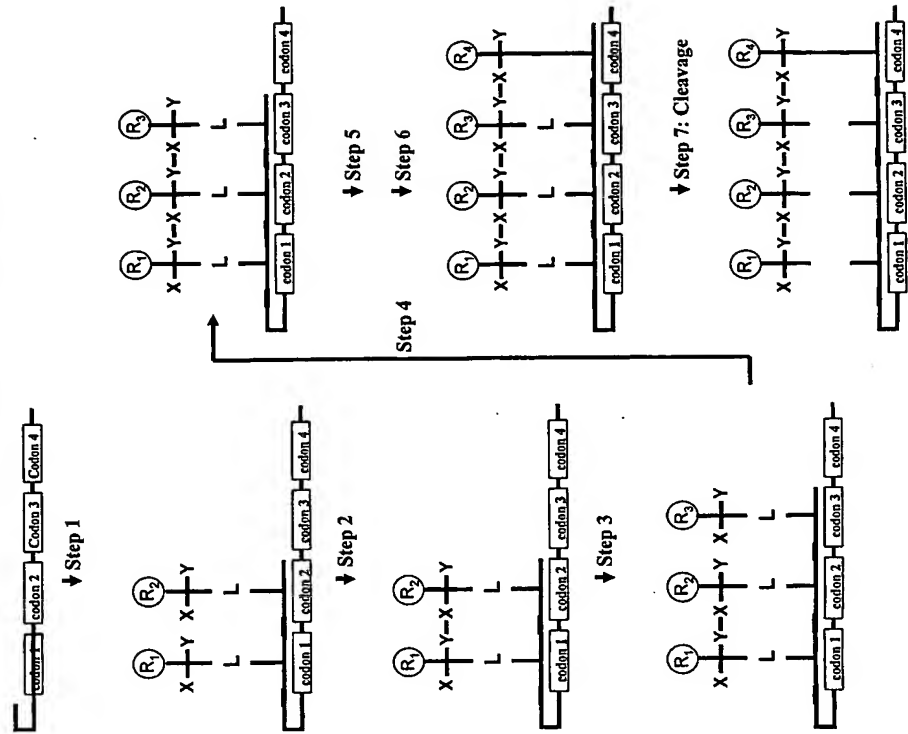 codon 1 codon 2 Codon 3 Codon 4
Step 1
R1 R2
X Y X Y
L L
codon 1 codon 2 codon 3 codon 4
Step 2
R1 R2
X Y–X Y
L L
codon 1 codon 2 codon 3 codon 4
Step 3
R1 R2 R3
X Y–X Y X Y
L L L
codon 1 codon 2 codon 3 codon 4
Step 4
R1 R2 R3
X Y–X Y–X Y
L L L
codon 1 codon 2 codon 3 codon 4
Step 5
Step 6
R1 R2 R3 R4
X Y–X Y–X Y–X Y
L L L
codon 1 codon 2 codon 3 codon 4
Step 7: Cleavage
R1 R2 R3 R4
X Y–X Y–X Y–X Y
codon 1 codon 2 codon 3 codon 4